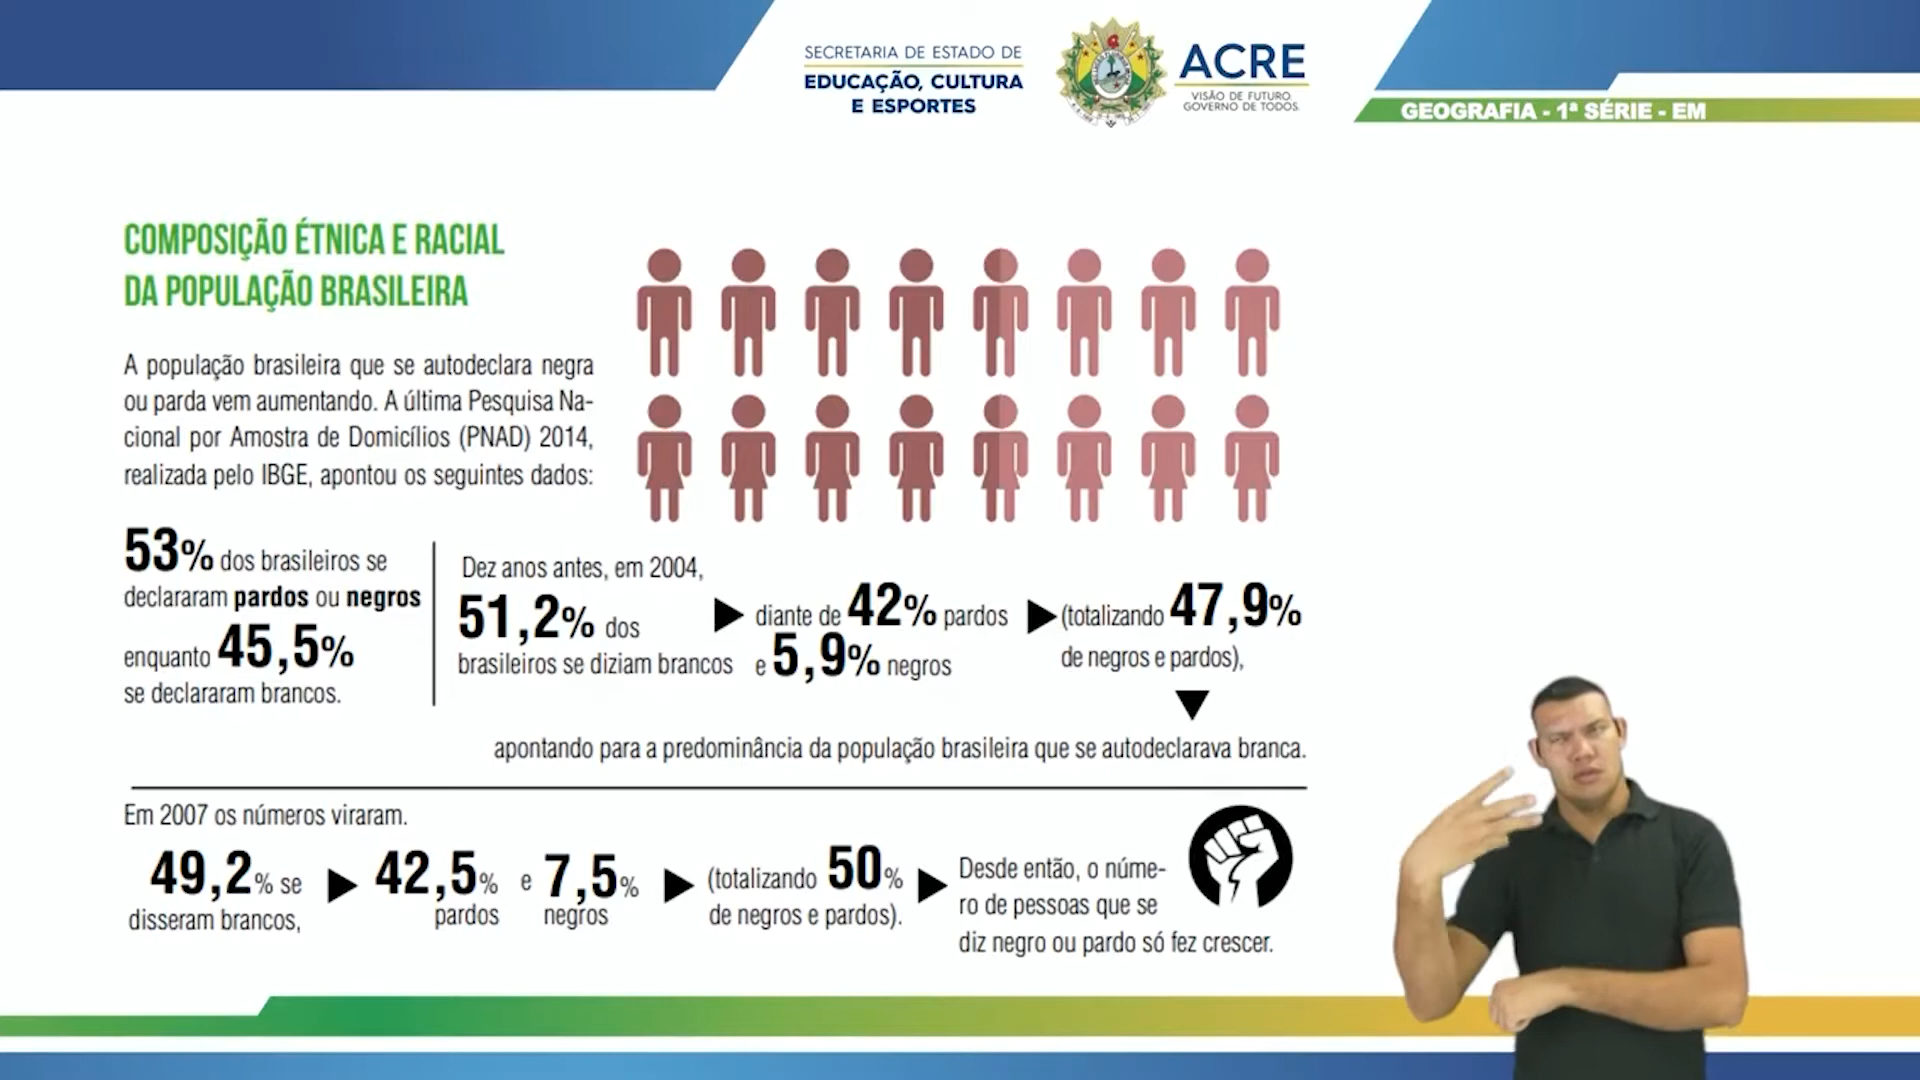 SECRETARIA DE ESTADO DE
EDUCAÇÃO, CULTURA
E ESPORTES
ACRE
VISÃO DE FUTURO.
GOVERNO DE TODOS.
GEOGRAFIA - 1ª SÉRIE - EM
COMPOSIÇÃO ÉTNICA E RACIAL
DA POPULAÇÃO BRASILEIRA
A população brasileira que se autodeclara negra
ou parda vem aumentando. A última Pesquisa Na-
cional por Amostra de Domicílios (PNAD) 2014,
realizada pelo IBGE, apontou os seguintes dados:
53% dos brasileiros se
declararam pardos ou negros
enquanto 45,5%
se declararam brancos.
Dez anos antes, em 2004,
51,2% dos
brasileiros se diziam brancos
diante de 42% pardos
e 5,9% negros
(totalizando 47,9%
de negros e pardos),
apontando para a predominância da população brasileira que se autodeclarava branca.
Em 2007 os números viraram.
49,2% se
disseram brancos,
42,5% pardos
e 7,5% negros
(totalizando 50%
de negros e pardos).
Desde então, o núme-
ro de pessoas que se
diz negro ou pardo só fez crescer.